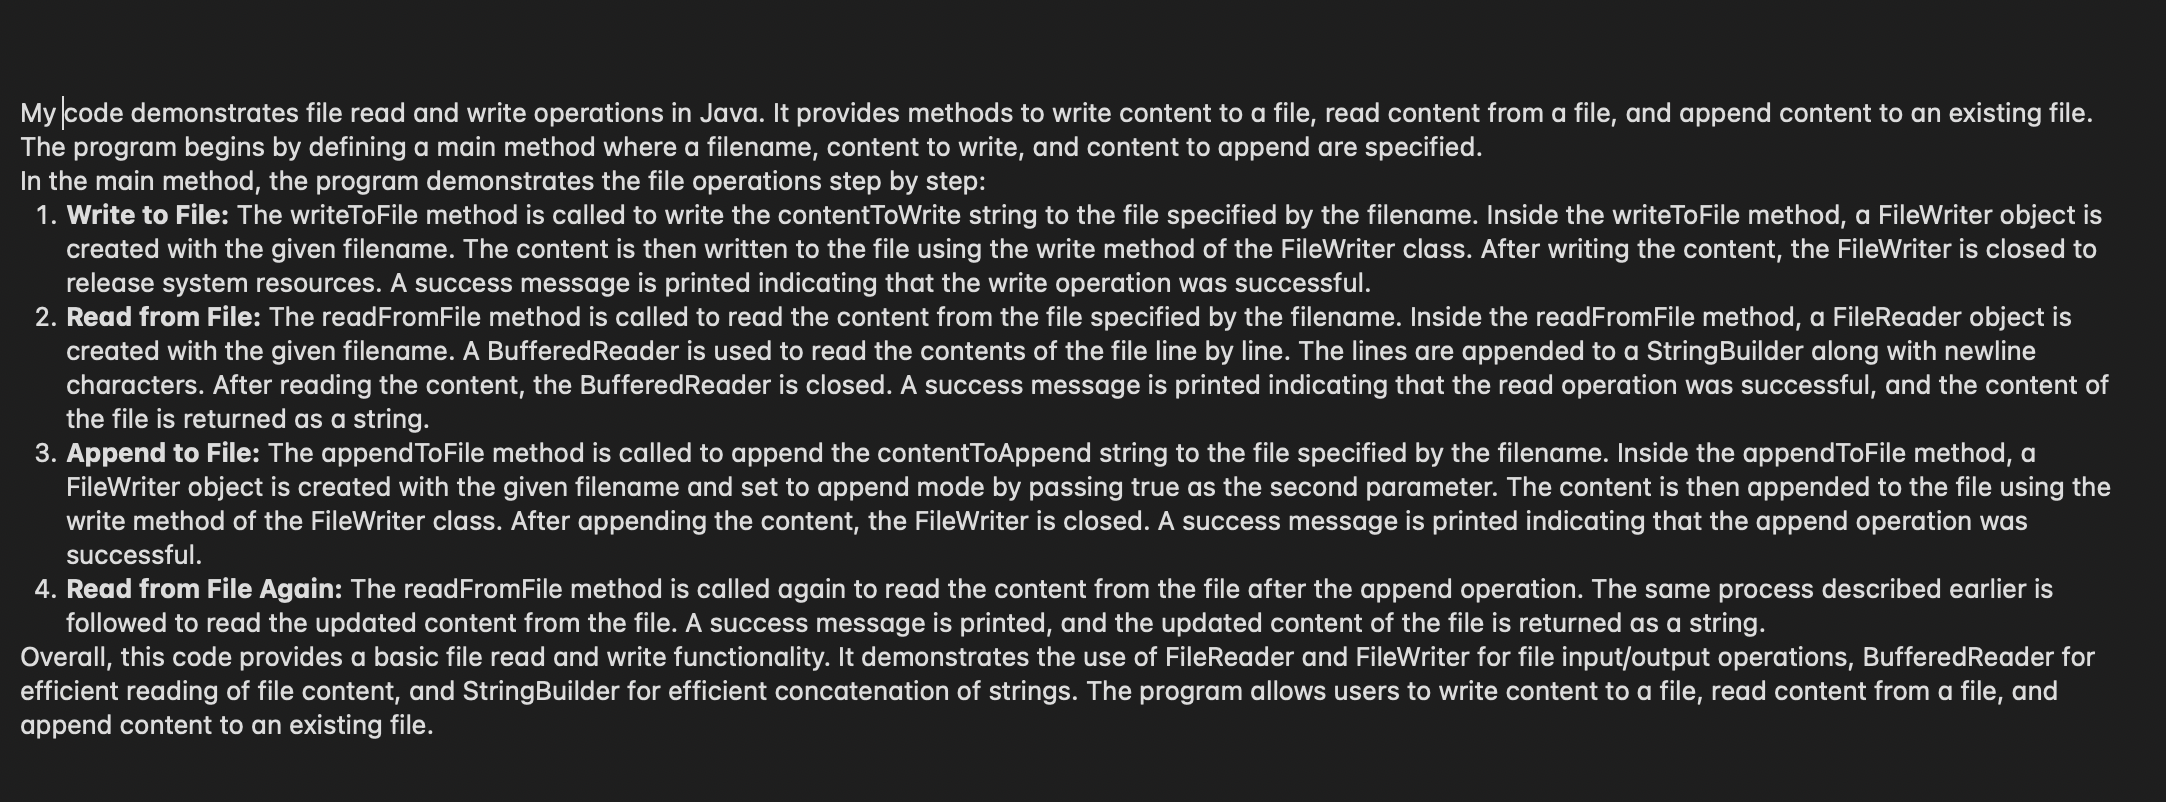 My code demonstrates file read and write operations in Java. It provides methods to write content to a file, read content from a file, and append content to an existing file.
The program begins by defining a main method where a filename, content to write, and content to append are specified.
In the main method, the program demonstrates the file operations step by step:
1. Write to File: The writeToFile method is called to write the contentToWrite string to the file specified by the filename. Inside the writeToFile method, a FileWriter object is
created with the given filename. The content is then written to the file using the write method of the FileWriter class. After writing the content, the FileWriter is closed to
release system resources. A success message is printed indicating that the write operation was successful.
2. Read from File: The readFromFile method is called to read the content from the file specified by the filename. Inside the readFromFile method, a FileReader object is
created with the given filename. A BufferedReader is used to read the contents of the file line by line. The lines are appended to a StringBuilder along with newline
characters. After reading the content, the BufferedReader is closed. A success message is printed indicating that the read operation was successful, and the content of
the file is returned as a string.
3. Append to File: The appendToFile method is called to append the contentToAppend string to the file specified by the filename. Inside the appendToFile method, a
FileWriter object is created with the given filename and set to append mode by passing true as the second parameter. The content is then appended to the file using the
write method of the FileWriter class. After appending the content, the FileWriter is closed. A success message is printed indicating that the append operation was
successful.
4. Read from File Again: The readFromFile method is called again to read the content from the file after the append operation. The same process described earlier is
followed to read the updated content from the file. A success message is printed, and the updated content of the file is returned as a string.
Overall, this code provides a basic file read and write functionality. It demonstrates the use of FileReader and FileWriter for file input/output operations, BufferedReader for
efficient reading of file content, and StringBuilder for efficient concatenation of strings. The program allows users to write content to a file, read content from a file, and
append content to an existing file.